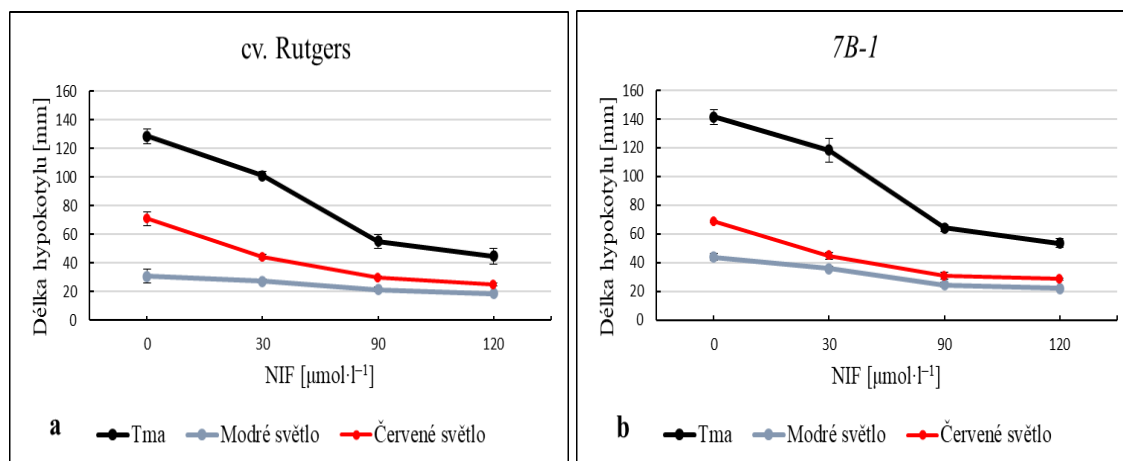 cv. Rutgers
Délka hypokotylu [mm]
160
140
120
100
80
60
40
20
0
0 30 90 120
NIF [μmol·l⁻¹]
a Tma Modré světlo Červené světlo
7B-1
Délka hypokotylu [mm]
160
140
120
100
80
60
40
20
0
0 30 90 120
NIF [μmol·l⁻¹]
b Tma Modré světlo Červené světlo